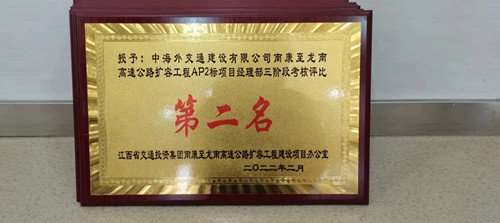 授予：中海外交通建设有限公司南康至龙南
高速公路扩容工程AP2标项目经理部三阶段考核评比
第二名
江西省交通投资集团南康至龙南高速公路扩容工程建设项目办公室
二〇二二年二月